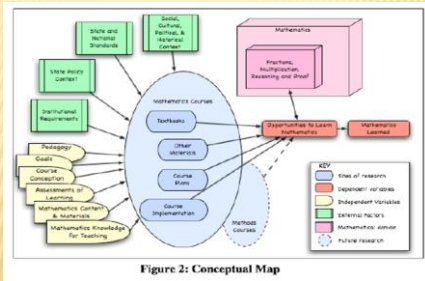 Social,
Cultural,
Political, &
Historical
Context
State and
National
Standards
Mathematics
State Policy
Context
Fractions,
Multiplication,
Reasoning and Proof
Mathematics Courses
Institutional
Requirements
Textbooks
Opportunities to Learn
Mathematics
Mathematics
Learned
Other
Materials
Pedagogy
Goals
Course
Conception
Course
Plans
Assessments of
Learning
Mathematics Content
& Materials
Course
Implementation
Mathematics Knowledge
for Teaching
Methods
Courses
KEY
Sites of research
Dependent variables
Independent Variables
External Factors
Mathematical domain
Future research
Figure 2: Conceptual Map